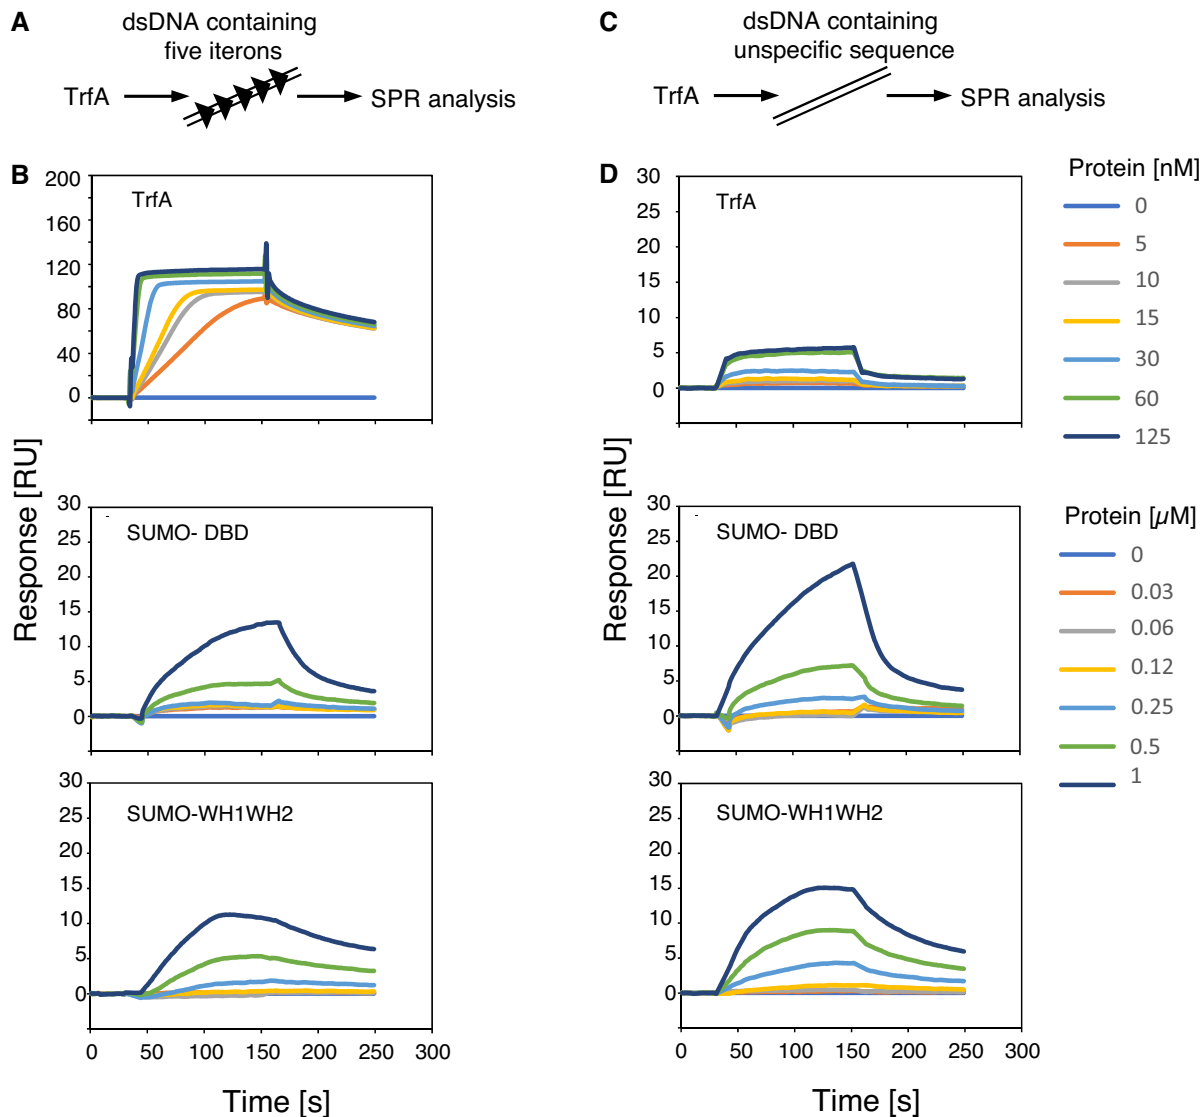 A
dsDNA containing
five iterons
TrfA
SPR analysis
C
dsDNA containing
unspecific sequence
TrfA
SPR analysis
B
200
160
120
80
40
0
TrfA
D
30
25
20
15
10
5
0
TrfA
Protein [nM]
0
5
10
15
30
60
125
Response [RU]
30
25
20
15
10
5
0
SUMO- DBD
Response [RU]
30
25
20
15
10
5
0
SUMO- DBD
Protein [µM]
0
0.03
0.06
0.12
0.25
0.5
1
30
25
20
15
10
5
0
SUMO-WH1WH2
0 50 100 150 200 250 300
Time [s]
30
25
20
15
10
5
0
SUMO-WH1WH2
0 50 100 150 200 250 300
Time [s]